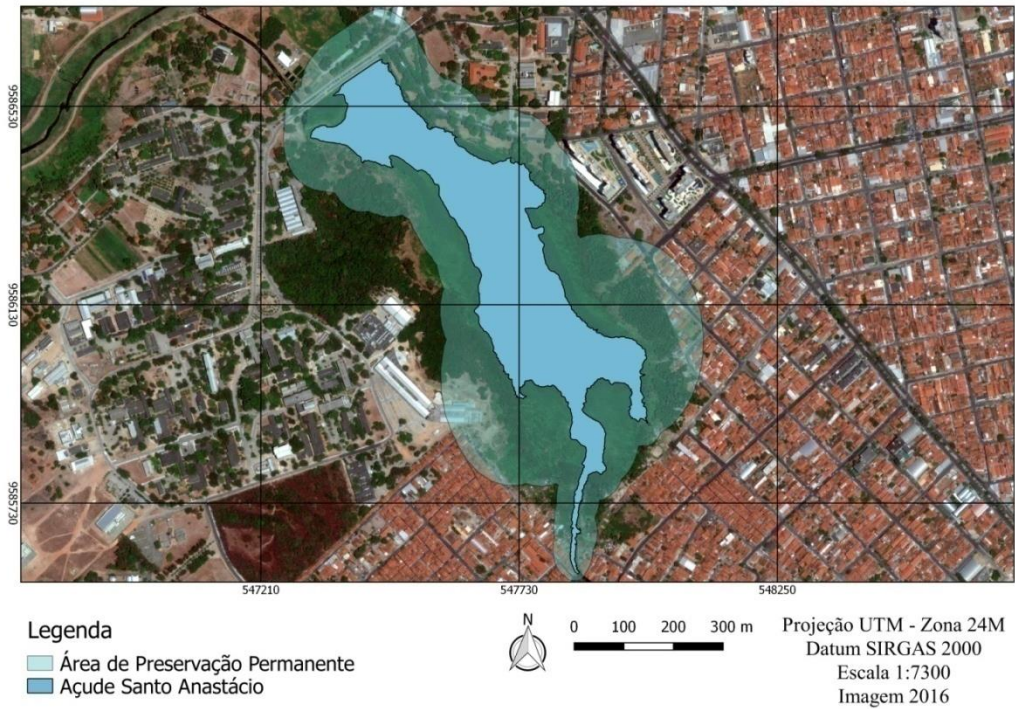 9586530
9586130
9585730
547210
547730
548250
Legenda
Área de Preservação Permanente
Açude Santo Anastácio
N
0 100 200 300 m
Projeção UTM - Zona 24M
Datum SIRGAS 2000
Escala 1:7300
Imagem 2016